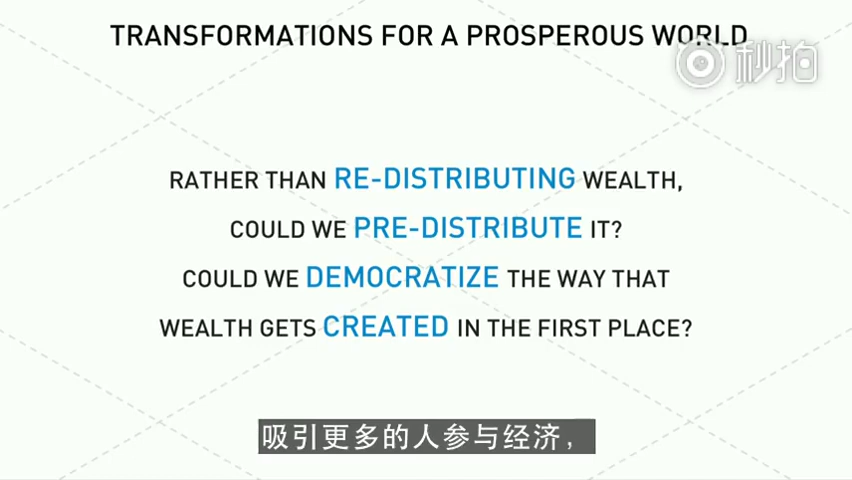 TRANSFORMATIONS FOR A PROSPEROUS WORLD
秒拍
RATHER THAN RE-DISTRIBUTING WEALTH,
COULD WE PRE-DISTRIBUTE IT?
COULD WE DEMOCRATIZE THE WAY THAT
WEALTH GETS CREATED IN THE FIRST PLACE?
吸引更多的人参与经济，